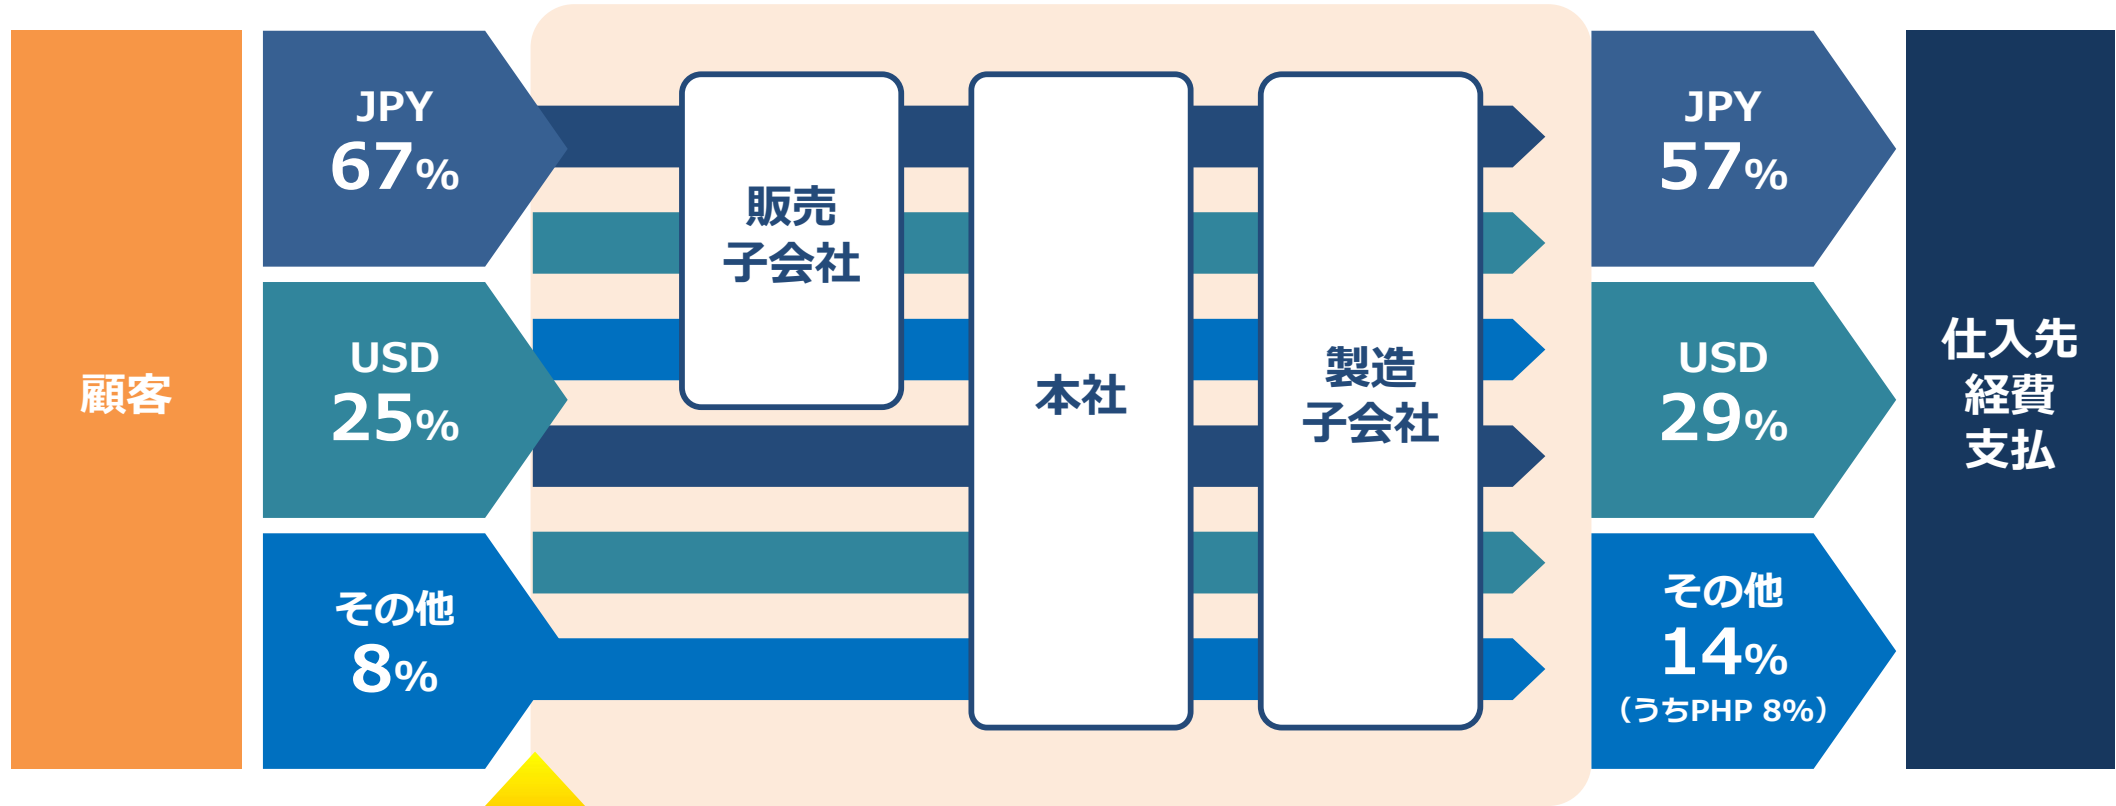 顧客
JPY
67%
USD
25%
その他
8%
販売
子会社
本社
製造
子会社
JPY
57%
USD
29%
その他
14%
（うちPHP 8%）
仕入先
経費
支払